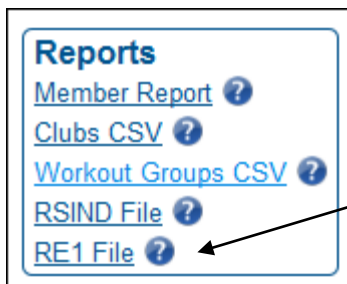 Reports
Member Report ?
Clubs CSV ?
Workout Groups CSV ?
RSIND File ?
RE1 File ?